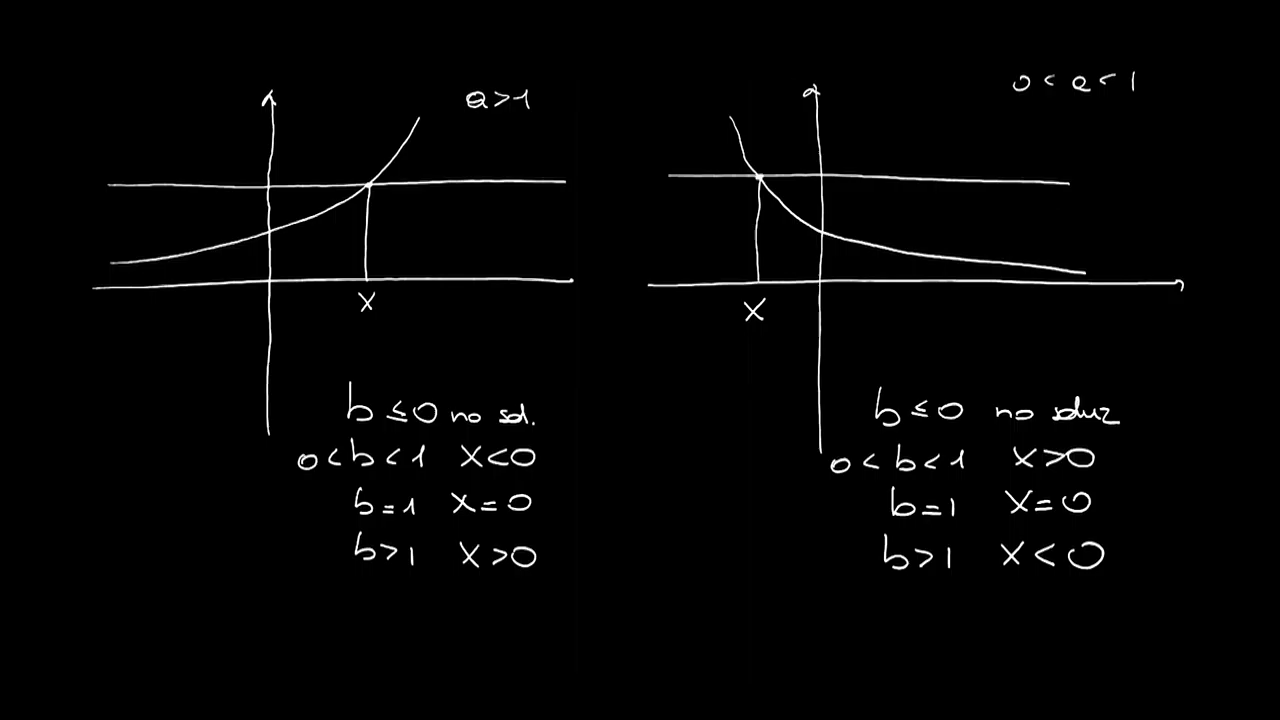 a>1
x
b≤0 no sol.
0<b<1 x<0
b=1 x=0
b>1 x>0
0<a<1
x
b≤0 no soluz
0<b<1 x>0
b=1 x=0
b>1 x<0